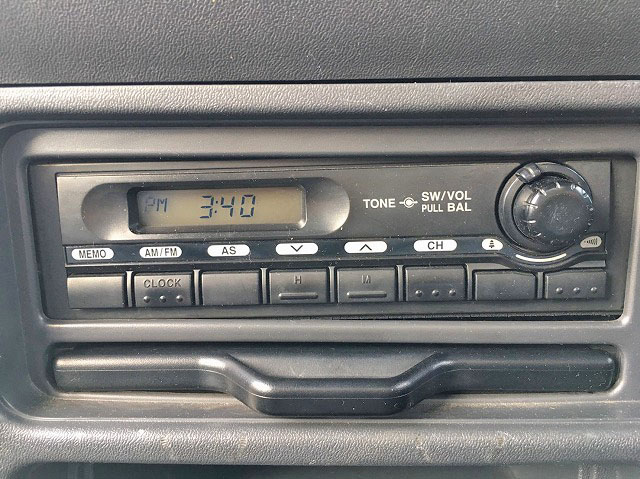 PM 3:40
TONE SW/VOL
PULL BAL
MEMO AM/FM AS CH
CLOCK H M